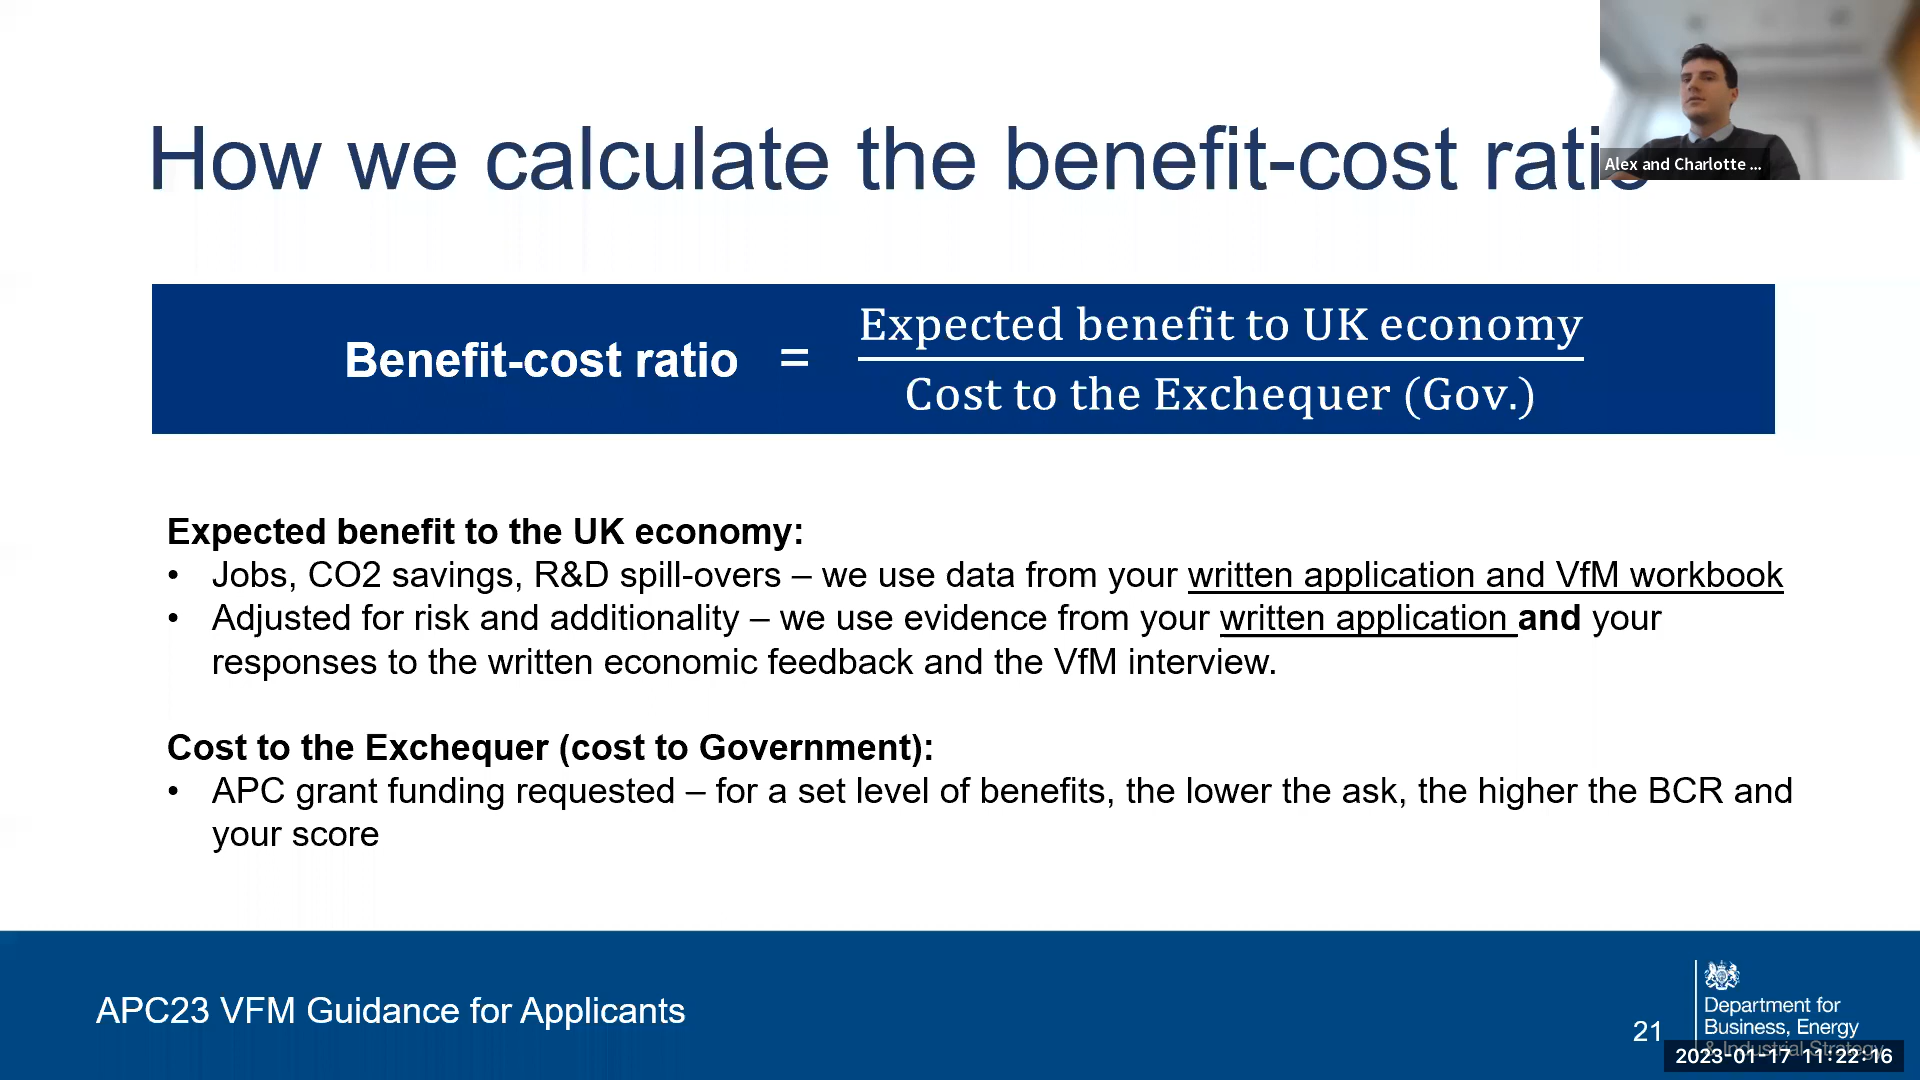 How we calculate the benefit-cost ratio
Alex and Charlotte ...
Benefit-cost ratio = Expected benefit to UK economy
Cost to the Exchequer (Gov.)
Expected benefit to the UK economy:
• Jobs, CO2 savings, R&D spill-overs – we use data from your written application and VfM workbook
• Adjusted for risk and additionality – we use evidence from your written application and your
responses to the written economic feedback and the VfM interview.
Cost to the Exchequer (cost to Government):
• APC grant funding requested – for a set level of benefits, the lower the ask, the higher the BCR and
your score
APC23 VFM Guidance for Applicants
21
Department for
Business, Energy
& Industrial Strategy
2023-01-17 11:22:16